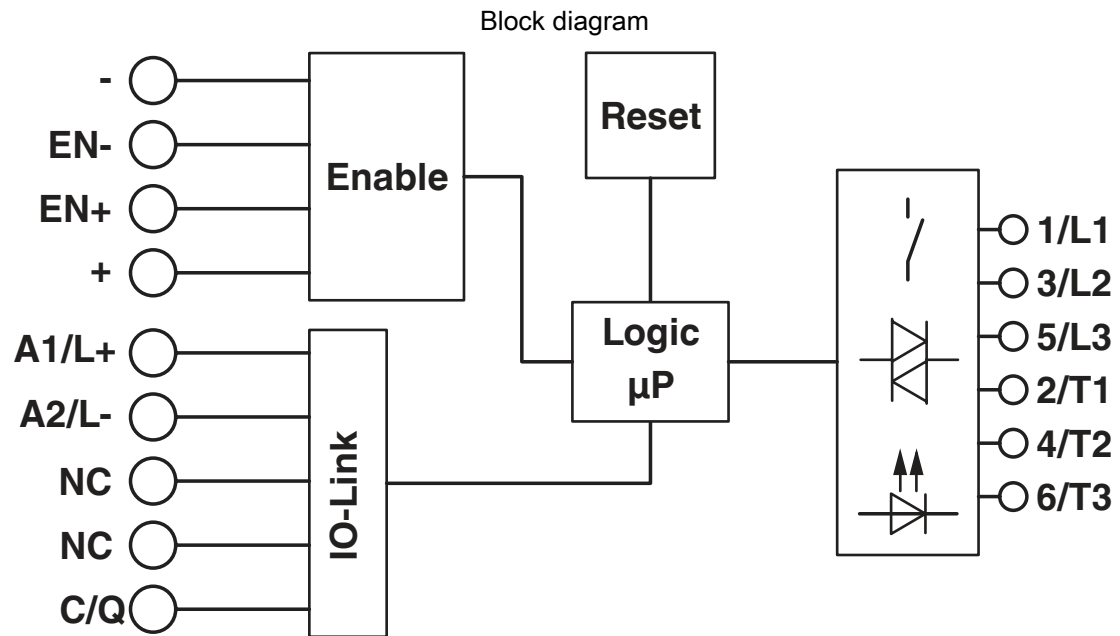 Block diagram
-
EN-
EN+
+
Enable
Reset
A1/L+
A2/L-
NC
NC
C/Q
IO-Link
Logic
µP
1/L1
3/L2
5/L3
2/T1
4/T2
6/T3